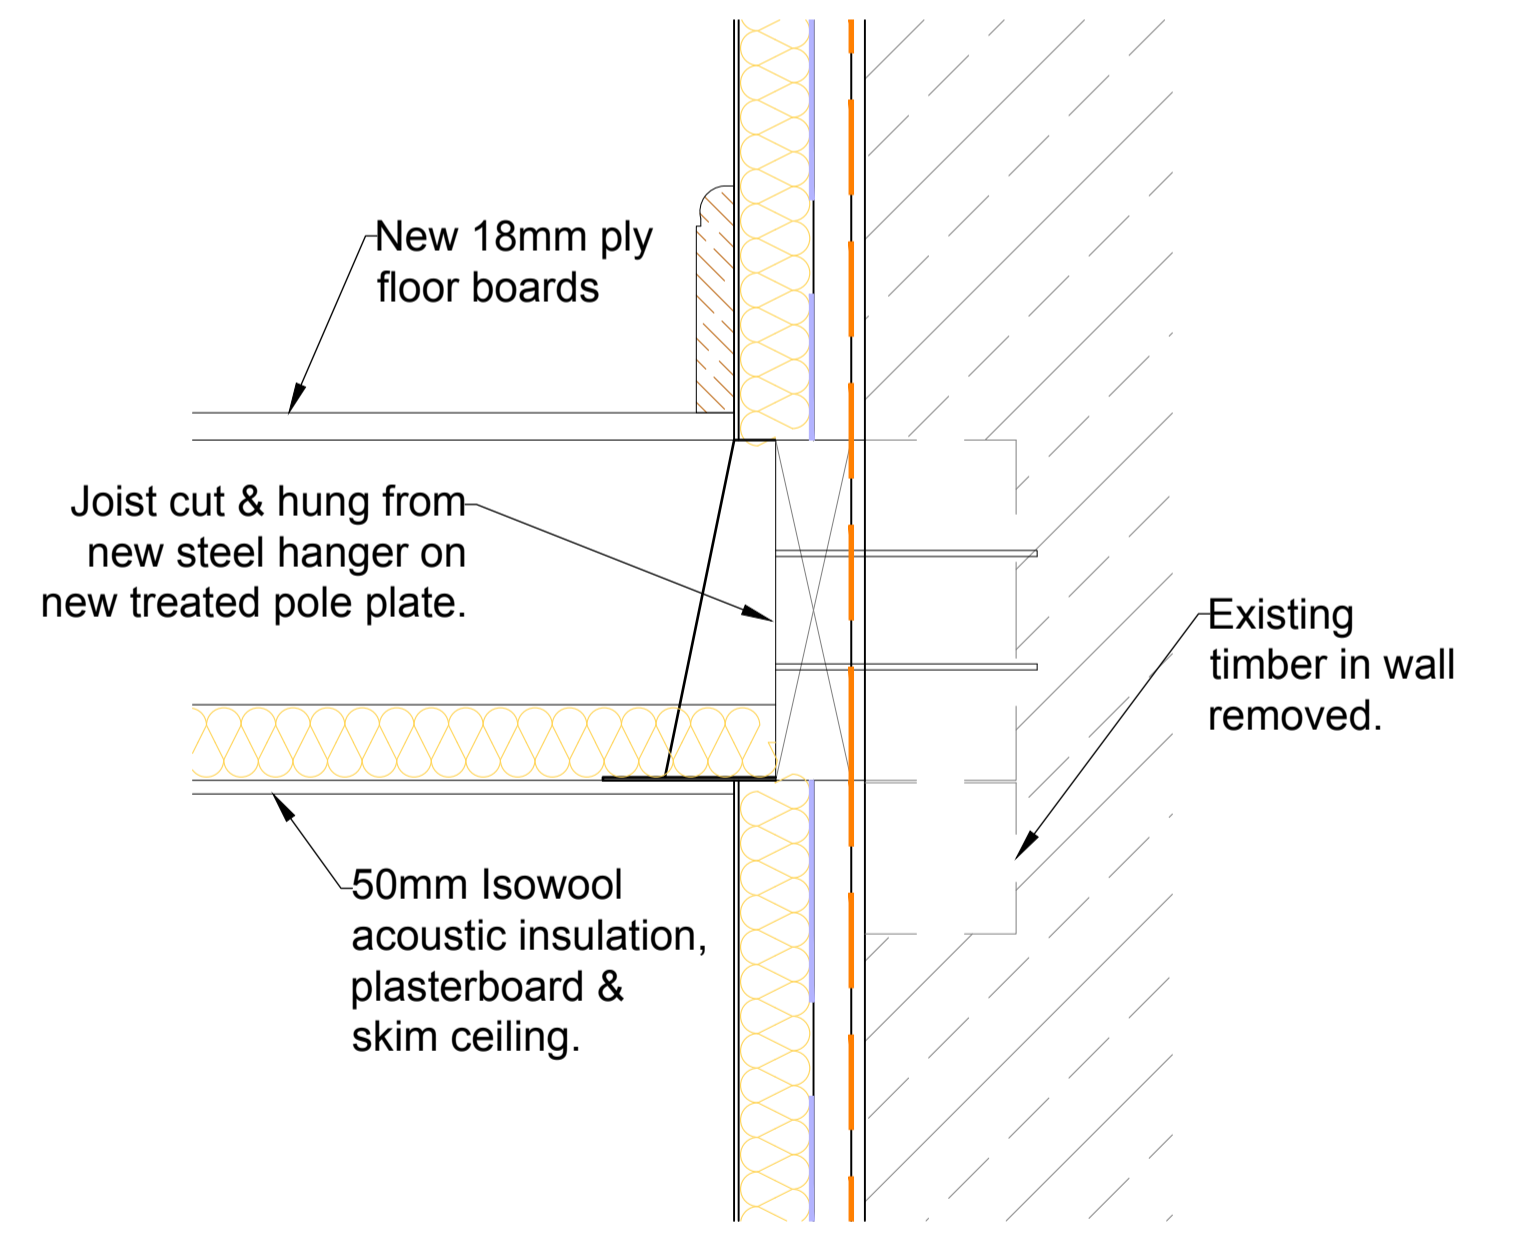 New 18mm ply
floor boards
Joist cut & hung from
new steel hanger on
new treated pole plate.
Existing
timber in wall
removed.
50mm Isowool
acoustic insulation,
plasterboard &
skim ceiling.